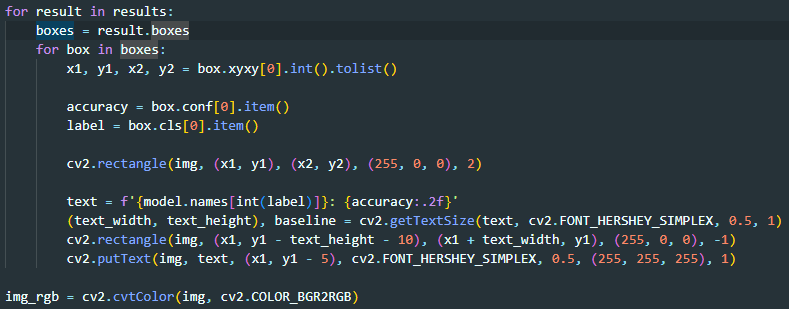 for result in results:
    boxes = result.boxes
    for box in boxes:
        x1, y1, x2, y2 = box.xyxy[0].int().tolist()

        accuracy = box.conf[0].item()
        label = box.cls[0].item()

        cv2.rectangle(img, (x1, y1), (x2, y2), (255, 0, 0), 2)

        text = f'{model.names[int(label)]}: {accuracy:.2f}'
        (text_width, text_height), baseline = cv2.getTextSize(text, cv2.FONT_HERSHEY_SIMPLEX, 0.5, 1)
        cv2.rectangle(img, (x1, y1 - text_height - 10), (x1 + text_width, y1), (255, 0, 0), -1)
        cv2.putText(img, text, (x1, y1 - 5), cv2.FONT_HERSHEY_SIMPLEX, 0.5, (255, 255, 255), 1)

img_rgb = cv2.cvtColor(img, cv2.COLOR_BGR2RGB)